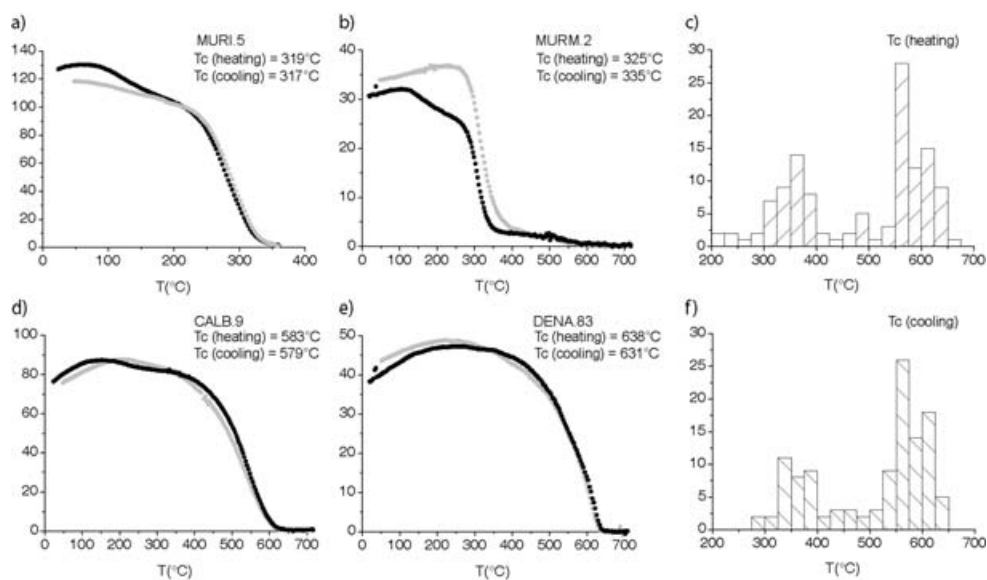 a)
MURI.5
Tc (heating) = 319°C
Tc (cooling) = 317°C
140
120
100
80
60
40
20
0
0 100 200 300 400
T(°C)
b)
MURM.2
Tc (heating) = 325°C
Tc (cooling) = 335°C
40
30
20
10
0
0 100 200 300 400 500 600 700
T(°C)
c)
Tc (heating)
30
25
20
15
10
5
0
200 300 400 500 600 700
T(°C)
d)
CALB.9
Tc (heating) = 583°C
Tc (cooling) = 579°C
100
80
60
40
20
0
0 100 200 300 400 500 600 700
T(°C)
e)
DENA.83
Tc (heating) = 638°C
Tc (cooling) = 631°C
50
40
30
20
10
0
0 100 200 300 400 500 600 700
T(°C)
f)
Tc (cooling)
30
25
20
15
10
5
0
200 300 400 500 600 700
T(°C)